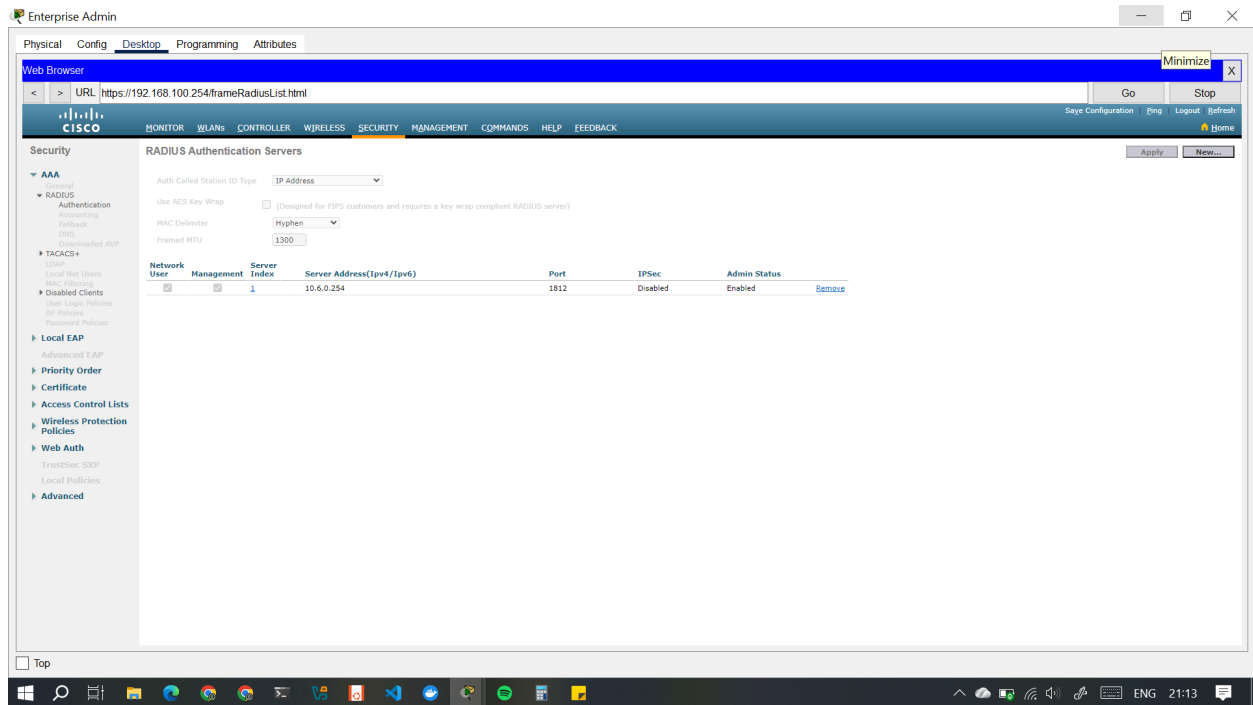 Enterprise Admin
Physical Config Desktop Programming Attributes
Minimize
Web Browser
X
< > URL https://192.168.100.254/frameRadiusList.html Go Stop
Save Configuration Ping Logout Refresh
CISCO MONITOR WLANs CONTROLLER WIRELESS SECURITY MANAGEMENT COMMANDS HELP FEEDBACK Home
Security
AAA
General
RADIUS
Authentication
Accounting
Fallback
DNS
Downloaded AVP
TACACS+
LDAP
Local Net Users
MAC Filtering
Disabled Clients
User Login Policies
AP Policies
Password Policies
Local EAP
Advanced EAP
Priority Order
Certificate
Access Control Lists
Wireless Protection
Policies
Web Auth
TrustSec SXP
Local Policies
Advanced
RADIUS Authentication Servers Apply New...
Auth Called Station ID Type IP Address
Use AES Key Wrap (Designed for FIPS customers and requires a key wrap compliant RADIUS server)
MAC Delimiter Hyphen
Framed MTU 1300
Network User Management Server Index Server Address(Ipv4/Ipv6) Port IPSec Admin Status
1 10.6.0.254 1812 Disabled Enabled Remove
Top
ENG 21:13